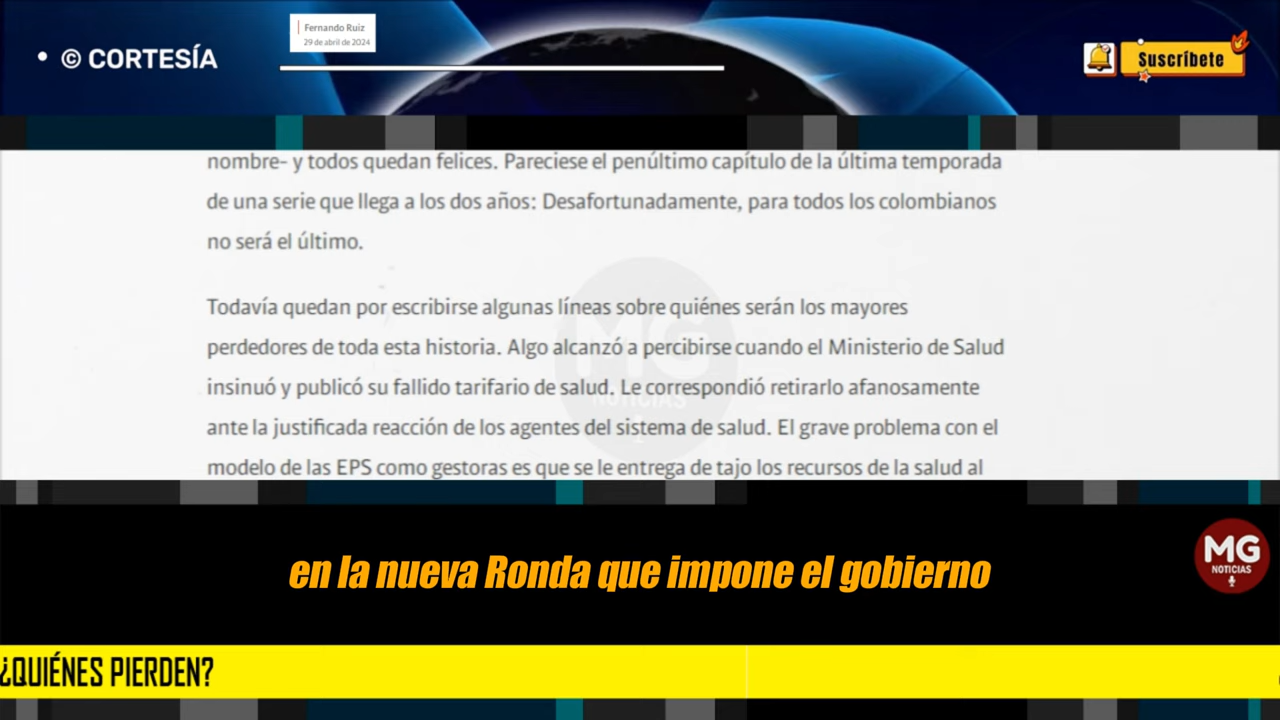 • © CORTESÍA
Fernando Ruiz
29 de abril de 2024
Suscríbete
nombre- y todos quedan felices. Pareciese el penúltimo capítulo de la última temporada
de una serie que llega a los dos años: Desafortunadamente, para todos los colombianos
no será el último.
Todavía quedan por escribirse algunas líneas sobre quiénes serán los mayores
perdedores de toda esta historia. Algo alcanzó a percibirse cuando el Ministerio de Salud
insinuó y publicó su fallido tarifario de salud. Le correspondió retirarlo afanosamente
ante la justificada reacción de los agentes del sistema de salud. El grave problema con el
modelo de las EPS como gestoras es que se le entrega de tajo los recursos de la salud al
MG
NOTICIAS
en la nueva Ronda que impone el gobierno
MG
NOTICIAS
¿QUIÉNES PIERDEN?